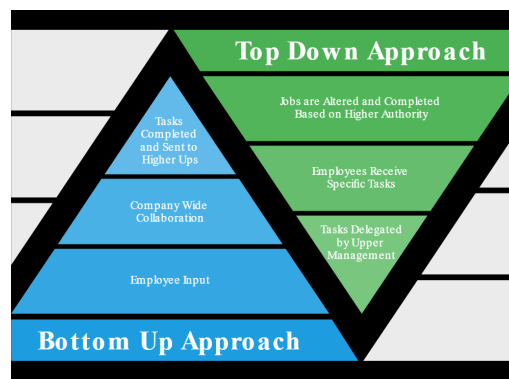 Top Down Approach
Jobs are Altered and Completed
Based on Higher Authority
Employees Receive
Specific Tasks
Tasks Delegated
by Upper
Management
Tasks
Completed
and Sent to
Higher Ups
Company Wide
Collaboration
Employee Input
Bottom Up Approach